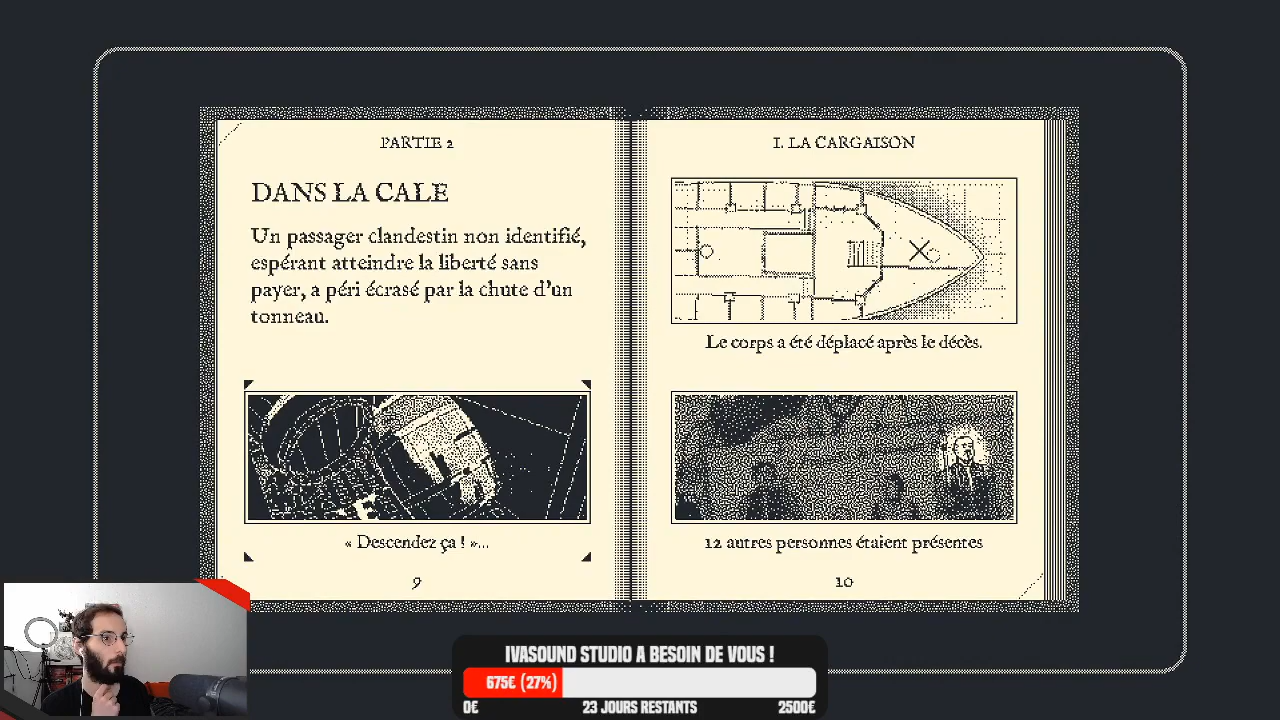 PARTIE 2
DANS LA CALE
Un passager clandestin non identifié,
espérant atteindre la liberté sans
payer, a péri écrasé par la chute d'un
tonneau.
« Descendez ça ! »...
9
I. LA CARGAISON
Le corps a été déplacé après le décès.
12 autres personnes étaient présentes
10
IVASOUND STUDIO A BESOIN DE VOUS !
675€ (27%)
0€ 23 JOURS RESTANTS 2500€